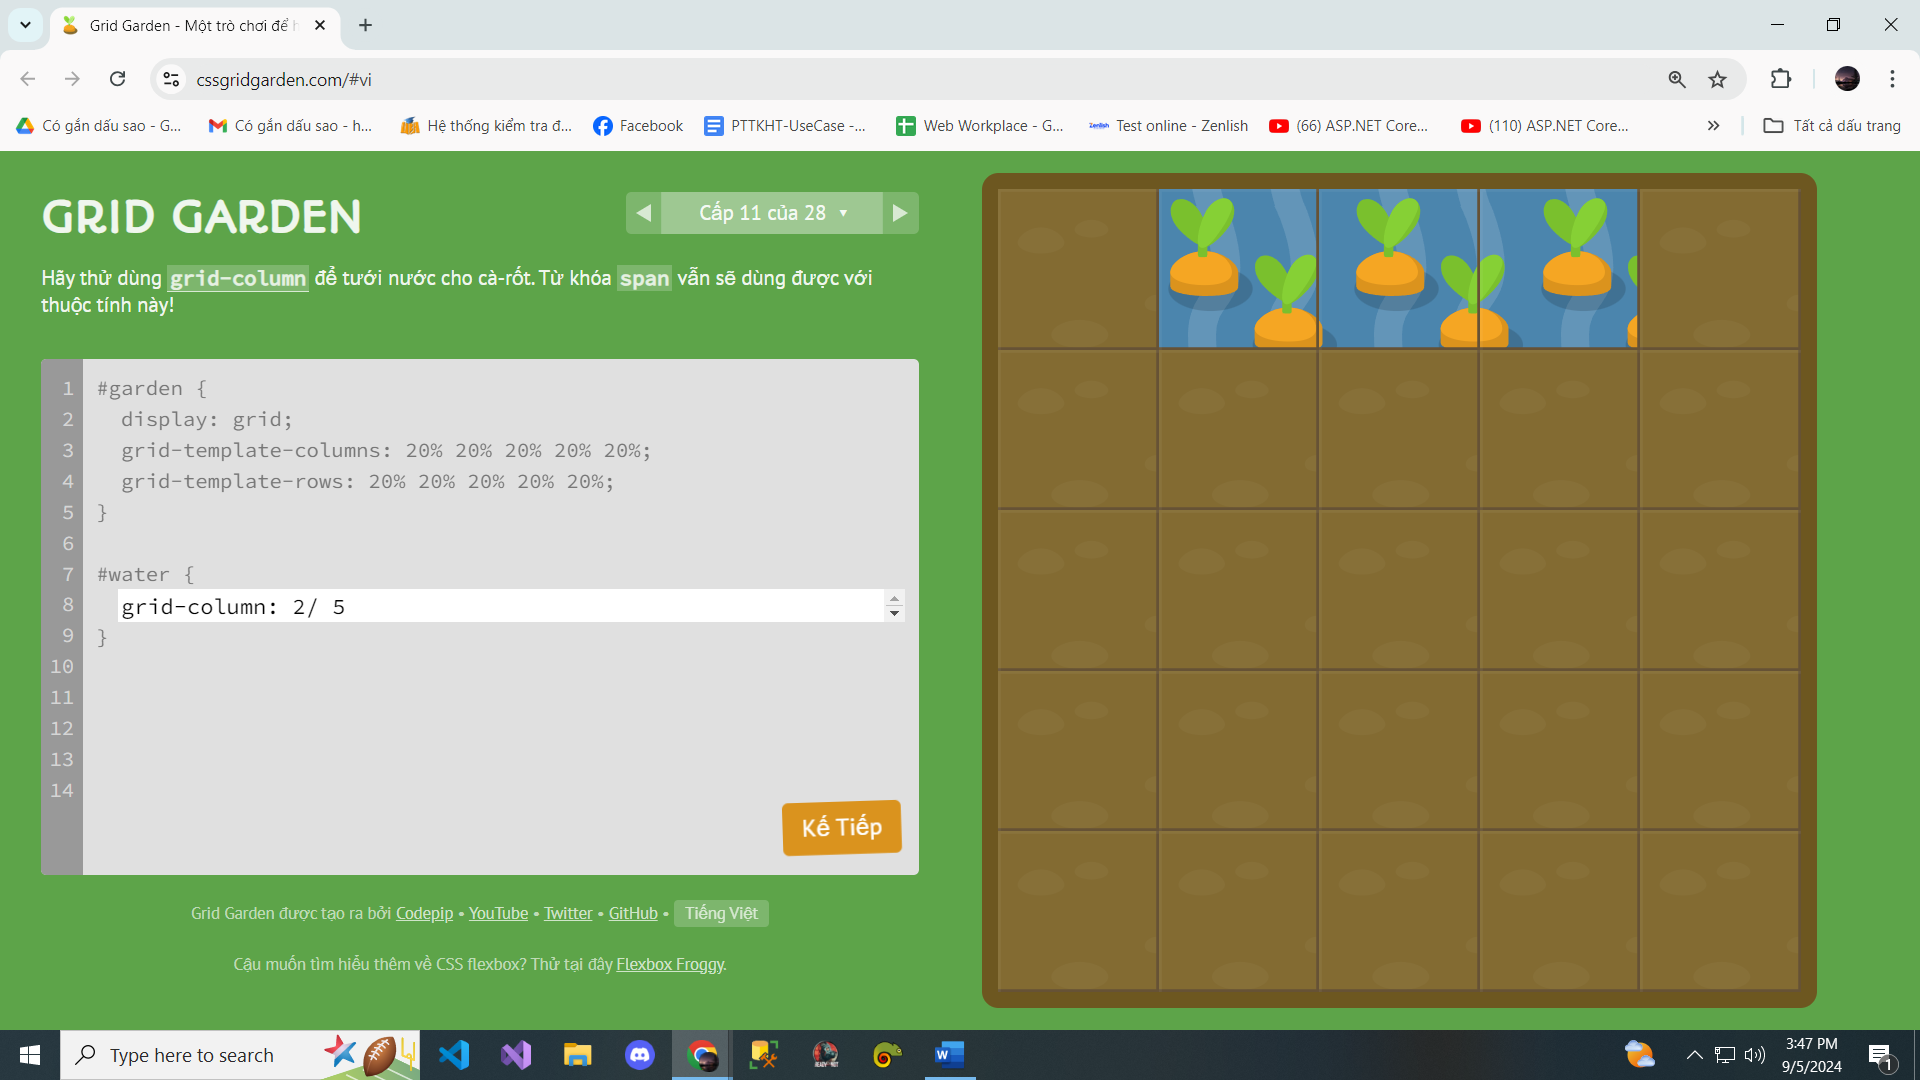 Grid Garden - Một trò chơi để h
cssgridgarden.com/#vi
Có gắn dấu sao - G...
Có gắn dấu sao - h...
Hệ thống kiểm tra đ...
Facebook
PTTKHT-UseCase -...
Web Workplace - G...
Zenlish
Test online - Zenlish
(66) ASP.NET Core...
(110) ASP.NET Core...
Tất cả dấu trang
GRID GARDEN
Cấp 11 của 28
Hãy thử dùng grid-column để tưới nước cho cà-rốt. Từ khóa span vẫn sẽ dùng được với
thuộc tính này!
1 #garden {
2 display: grid;
3 grid-template-columns: 20% 20% 20% 20% 20%;
4 grid-template-rows: 20% 20% 20% 20% 20%;
5 }
6
7 #water {
8 grid-column: 2/ 5
9 }
10
11
12
13
14
Kế Tiếp
Grid Garden được tạo ra bởi Codepip • YouTube • Twitter • GitHub • Tiếng Việt
Cậu muốn tìm hiểu thêm về CSS flexbox? Thử tại đây Flexbox Froggy.
Type here to search
READY NOT
W
3:47 PM
9/5/2024
1